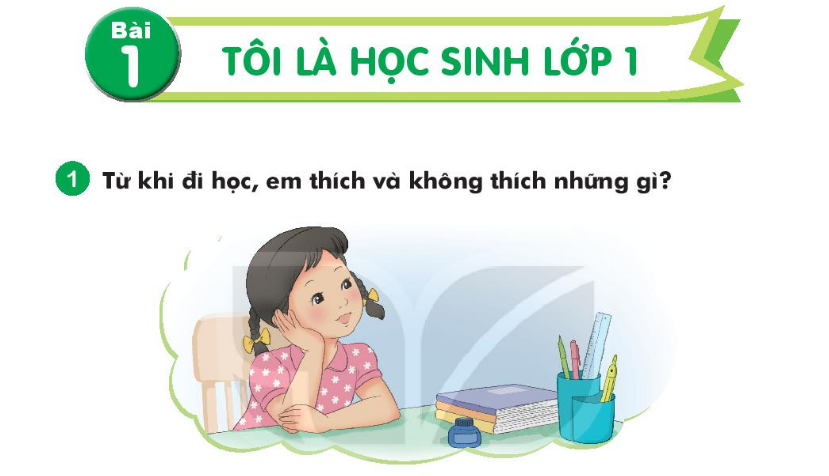 Bài
1
TÔI LÀ HỌC SINH LỚP 1
1 Từ khi đi học, em thích và không thích những gì?